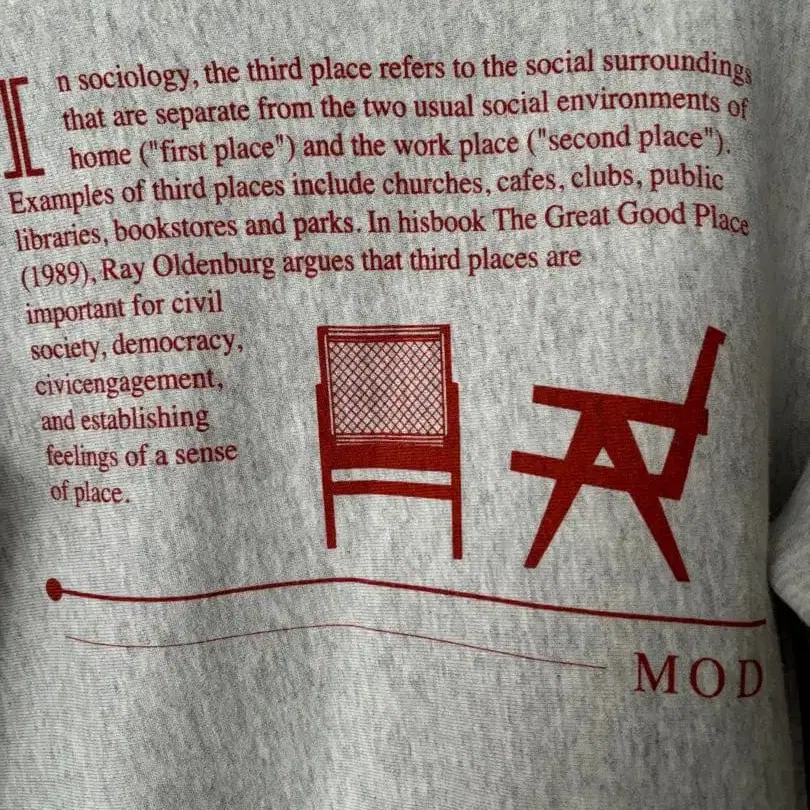 In sociology, the third place refers to the social surroundings
that are separate from the two usual social environments of
home ("first place") and the work place ("second place").
Examples of third places include churches, cafes, clubs, public
libraries, bookstores and parks. In hisbook The Great Good Place
(1989), Ray Oldenburg argues that third places are
important for civil
society, democracy,
civicengagement,
and establishing
feelings of a sense
of place.
MOD